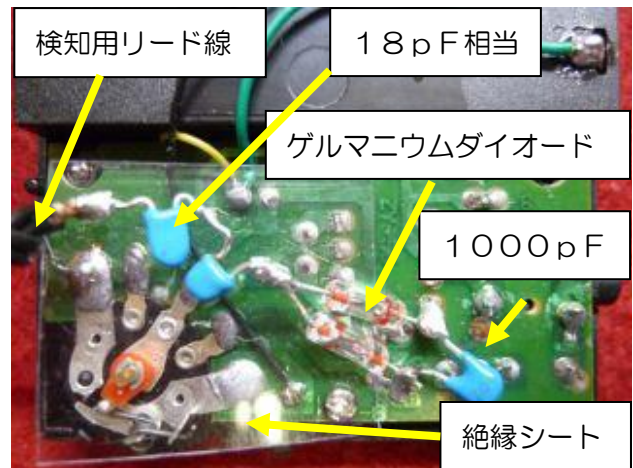 検知用リード線
１８ｐＦ相当
ゲルマニウムダイオード
１０００ｐＦ
絶縁シート